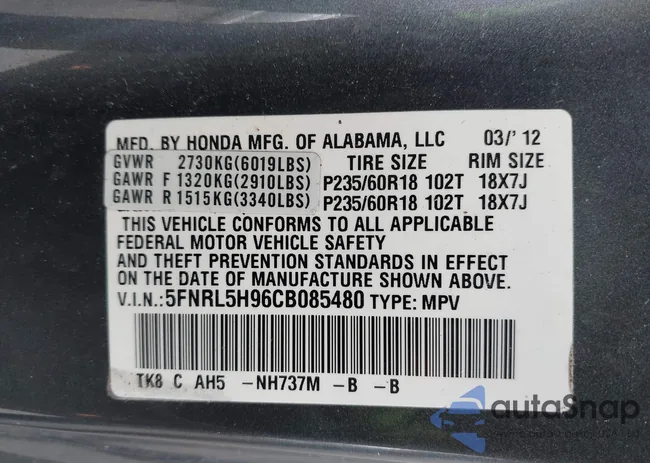 MFD. BY HONDA MFG. OF ALABAMA, LLC 03/'12
GVWR 2730KG(6019LBS) TIRE SIZE RIM SIZE
GAWR F 1320KG(2910LBS) P235/60R18 102T 18X7J
GAWR R 1515KG(3340LBS) P235/60R18 102T 18X7J
THIS VEHICLE CONFORMS TO ALL APPLICABLE
FEDERAL MOTOR VEHICLE SAFETY
AND THEFT PREVENTION STANDARDS IN EFFECT
ON THE DATE OF MANUFACTURE SHOWN ABOVE.
V.I.N.:5FNRL5H96CB085480 TYPE: MPV
TK8 C AH5 -NH737M -B -B
autoSnap